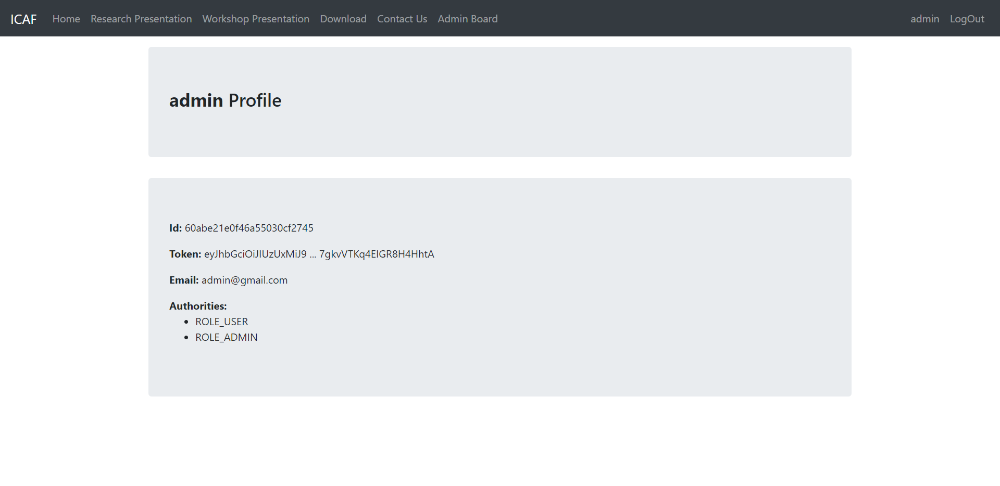 ICAF Home Research Presentation Workshop Presentation Download Contact Us Admin Board admin LogOut
admin Profile
Id: 60abe21e0f46a55030cf2745
Token: eyJhbGciOiJIUzUxMiJ9 ... 7gkvVTKq4EIGR8H4HhtA
Email: admin@gmail.com
Authorities:
ROLE_USER
ROLE_ADMIN